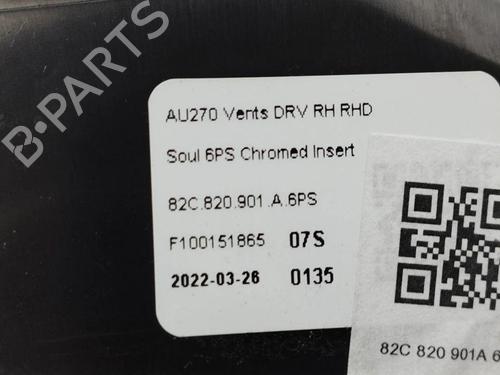 B-PARTS
AU270 Vents DRV RH RHD
Soul 6PS Chromed Insert
82C.820.901.A.6PS
F100151865 07S
2022-03-26 0135
82C 820 901A 6